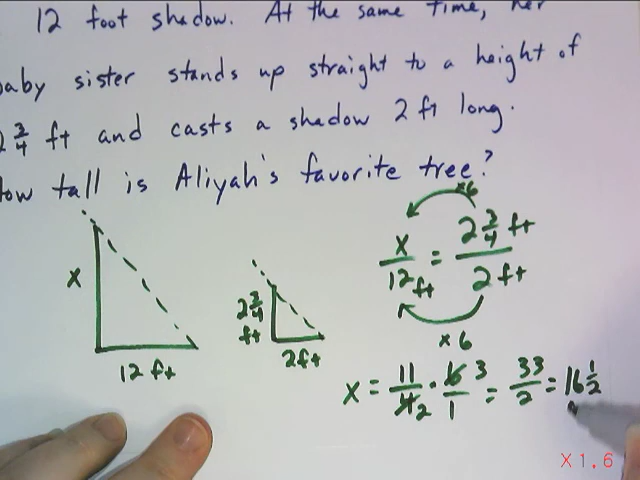 12 foot shadow. At the same time, her
baby sister stands up straight to a height of
2 3/4 ft and casts a shadow 2 ft long.
How tall is Aliyah's favorite tree?
x6
x/12 ft = 2 3/4 ft/2 ft
x6
x
12 ft
2 3/4 ft
2 ft
x = 11/4 2 · 6 3/1 = 33/2 = 16 1/2
X1.6